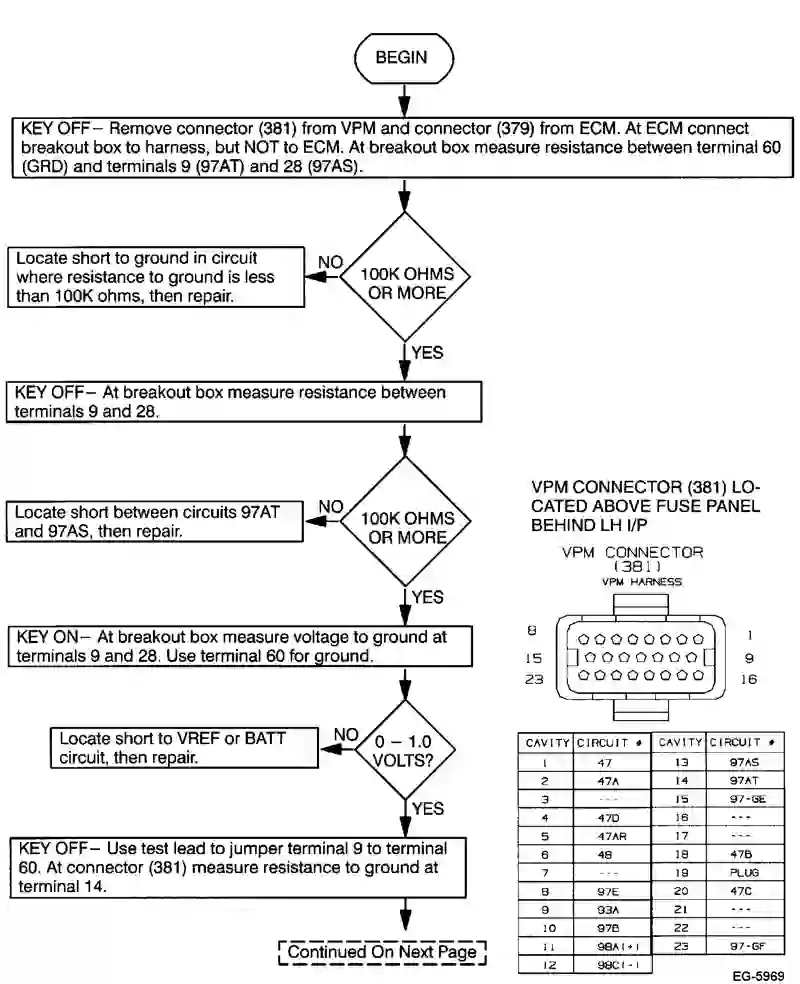 BEGIN
KEY OFF– Remove connector (381) from VPM and connector (379) from ECM. At ECM connect
breakout box to harness, but NOT to ECM. At breakout box measure resistance between terminal 60
(GRD) and terminals 9 (97AT) and 28 (97AS).
Locate short to ground in circuit
where resistance to ground is less
than 100K ohms, then repair.
NO
100K OHMS
OR MORE
YES
KEY OFF– At breakout box measure resistance between
terminals 9 and 28.
Locate short between circuits 97AT
and 97AS, then repair.
NO
100K OHMS
OR MORE
YES
KEY ON– At breakout box measure voltage to ground at
terminals 9 and 28. Use terminal 60 for ground.
Locate short to VREF or BATT
circuit, then repair.
NO
0 – 1.0
VOLTS?
YES
KEY OFF– Use test lead to jumper terminal 9 to terminal
60. At connector (381) measure resistance to ground at
terminal 14.
Continued On Next Page
VPM CONNECTOR (381) LO-
CATED ABOVE FUSE PANEL
BEHIND LH I/P
VPM CONNECTOR
(381)
VPM HARNESS
8 1
15 9
23 16
CAVITY CIRCUIT # CAVITY CIRCUIT #
1 47 13 97AS
2 47A 14 97AT
3 --- 15 97-GE
4 47D 16 ---
5 47AR 17 ---
6 48 18 47B
7 --- 19 PLUG
8 97E 20 47C
9 93A 21 ---
10 97B 22 ---
11 98A(+) 23 97-GF
12 98C(-)
EG-5969